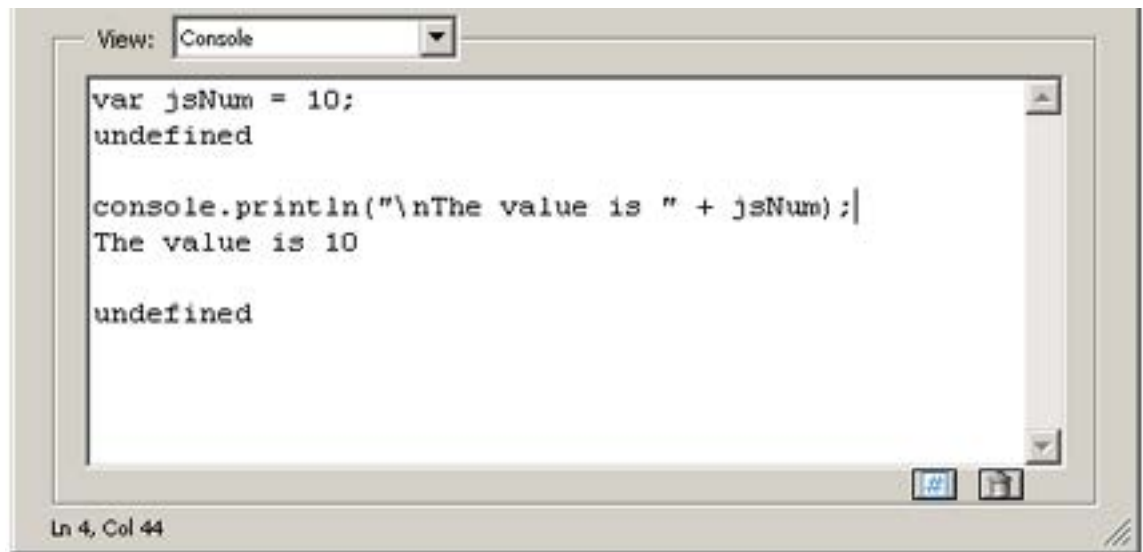 View: Console
var jsNum = 10;
undefined
console.println("\nThe value is " + jsNum);
The value is 10
undefined
#
Ln 4, Col 44